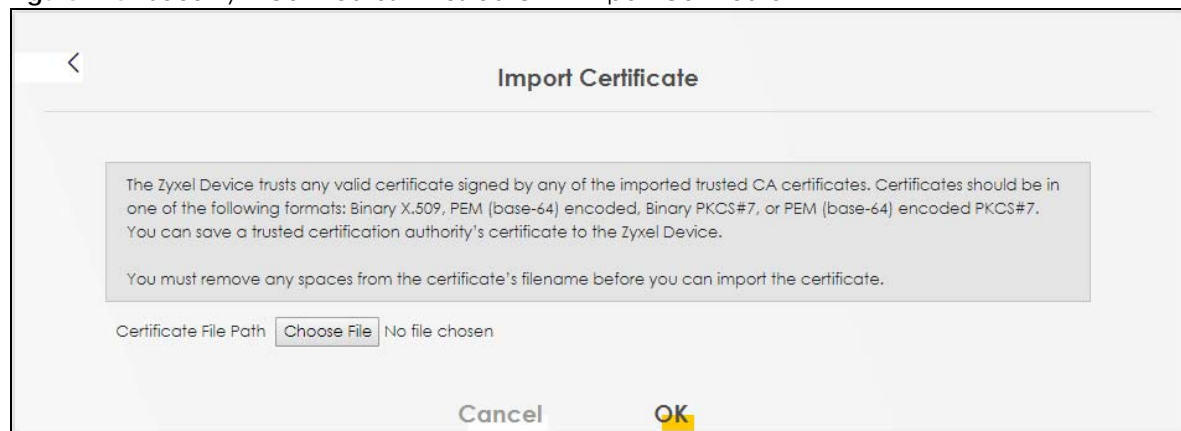 Import Certificate
The Zyxel Device trusts any valid certificate signed by any of the imported trusted CA certificates. Certificates should be in
one of the following formats: Binary X.509, PEM (base-64) encoded, Binary PKCS#7, or PEM (base-64) encoded PKCS#7.
You can save a trusted certification authority's certificate to the Zyxel Device.
You must remove any spaces from the certificate's filename before you can import the certificate.
Certificate File Path Choose File No file chosen
Cancel OK